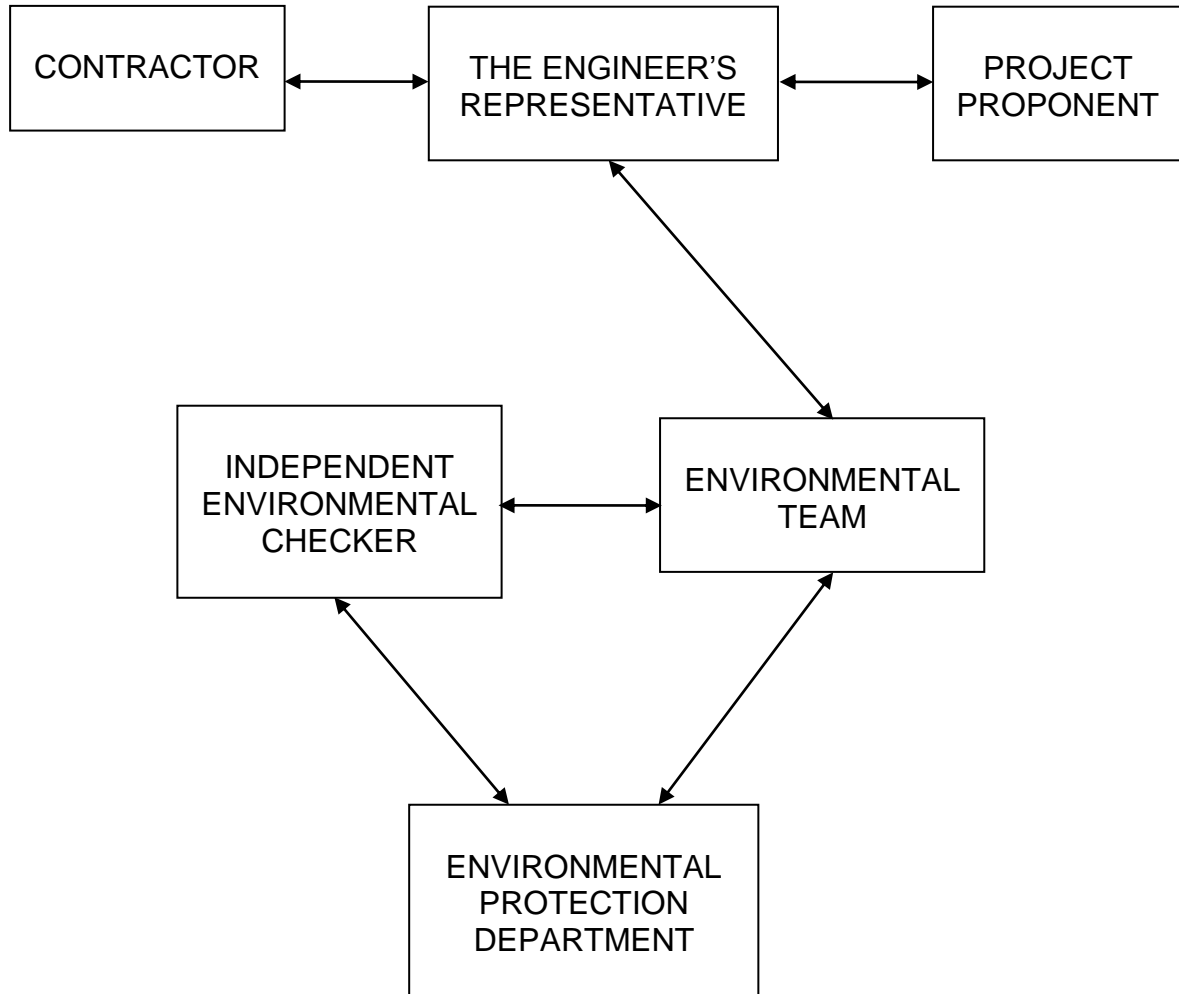 CONTRACTOR
THE ENGINEER’S
REPRESENTATIVE
PROJECT
PROPONENT
INDEPENDENT
ENVIRONMENTAL
CHECKER
ENVIRONMENTAL
TEAM
ENVIRONMENTAL
PROTECTION
DEPARTMENT